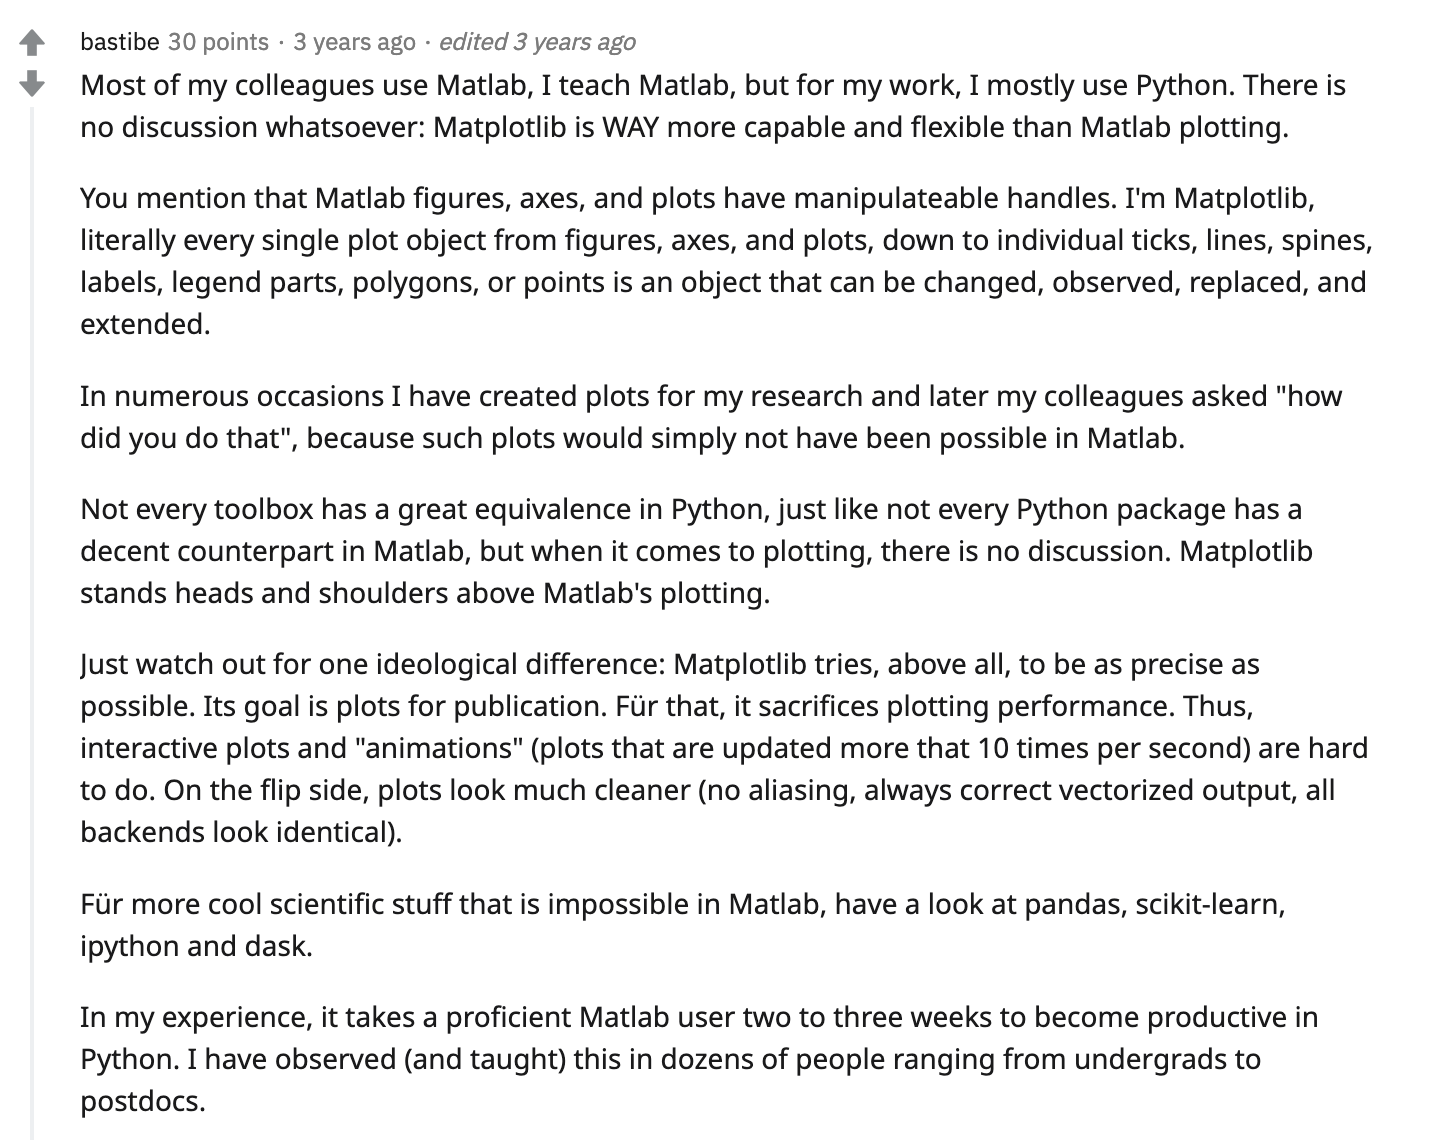 bastibe 30 points · 3 years ago · edited 3 years ago
Most of my colleagues use Matlab, I teach Matlab, but for my work, I mostly use Python. There is
no discussion whatsoever: Matplotlib is WAY more capable and flexible than Matlab plotting.
You mention that Matlab figures, axes, and plots have manipulateable handles. I'm Matplotlib,
literally every single plot object from figures, axes, and plots, down to individual ticks, lines, spines,
labels, legend parts, polygons, or points is an object that can be changed, observed, replaced, and
extended.
In numerous occasions I have created plots for my research and later my colleagues asked "how
did you do that", because such plots would simply not have been possible in Matlab.
Not every toolbox has a great equivalence in Python, just like not every Python package has a
decent counterpart in Matlab, but when it comes to plotting, there is no discussion. Matplotlib
stands heads and shoulders above Matlab's plotting.
Just watch out for one ideological difference: Matplotlib tries, above all, to be as precise as
possible. Its goal is plots for publication. Für that, it sacrifices plotting performance. Thus,
interactive plots and "animations" (plots that are updated more that 10 times per second) are hard
to do. On the flip side, plots look much cleaner (no aliasing, always correct vectorized output, all
backends look identical).
Für more cool scientific stuff that is impossible in Matlab, have a look at pandas, scikit-learn,
ipython and dask.
In my experience, it takes a proficient Matlab user two to three weeks to become productive in
Python. I have observed (and taught) this in dozens of people ranging from undergrads to
postdocs.